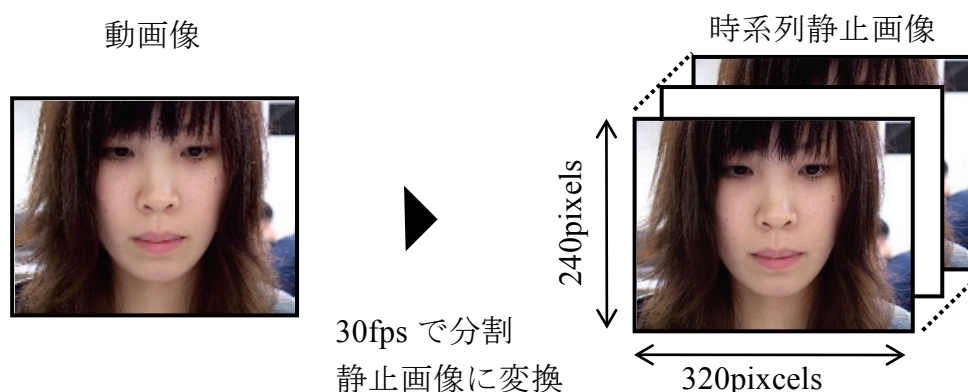 動画像
時系列静止画像
240pixels
30fps で分割
静止画像に変換
320pixcels